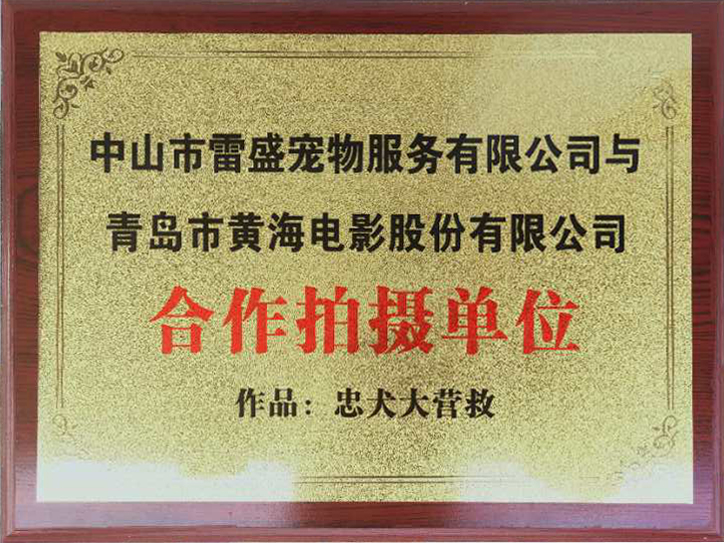 中山市雷盛宠物服务有限公司与
青岛市黄海电影股份有限公司
合作拍摄单位
作品：忠犬大营救